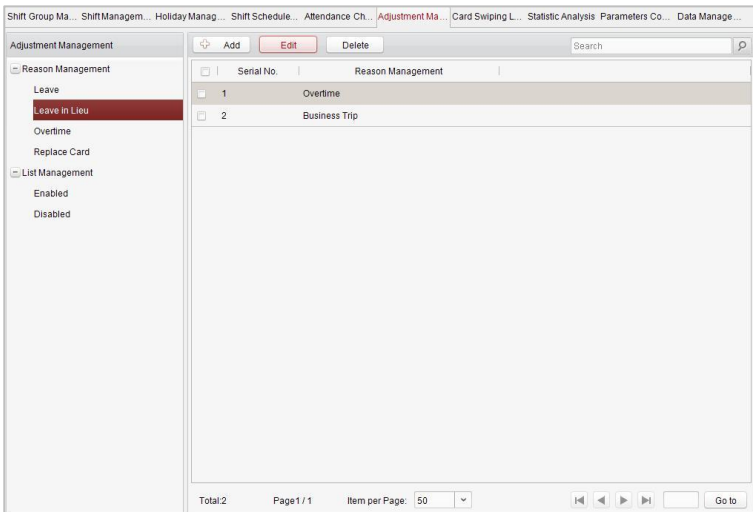 Shift Group Ma... Shift Managem... Holiday Manag... Shift Schedule... Attendance Ch... Adjustment Ma... Card Swiping L... Statistic Analysis Parameters Co... Data Manage...
Adjustment Management
Add Edit Delete Search
Reason Management
Leave
Leave in Lieu
Overtime
Replace Card
List Management
Enabled
Disabled
Serial No. Reason Management
1 Overtime
2 Business Trip
Total:2 Page1 / 1 Item per Page: 50 Go to